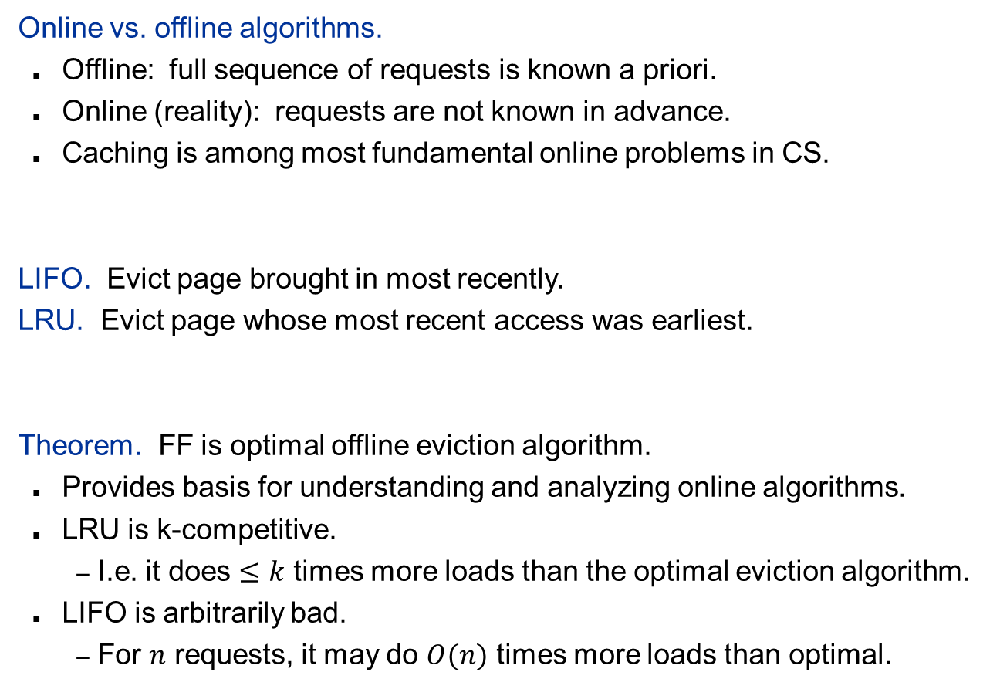 Online vs. offline algorithms.
▪ Offline: full sequence of requests is known a priori.
▪ Online (reality): requests are not known in advance.
▪ Caching is among most fundamental online problems in CS.
LIFO. Evict page brought in most recently.
LRU. Evict page whose most recent access was earliest.
Theorem. FF is optimal offline eviction algorithm.
▪ Provides basis for understanding and analyzing online algorithms.
▪ LRU is k-competitive.
– I.e. it does ≤ k times more loads than the optimal eviction algorithm.
▪ LIFO is arbitrarily bad.
– For n requests, it may do O(n) times more loads than optimal.